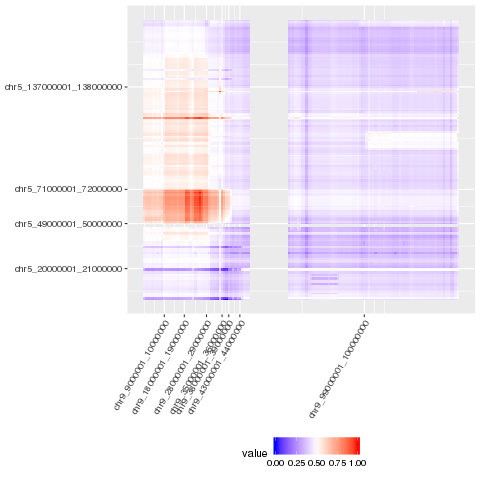 chr5_137000001_138000000
chr5_71000001_72000000
chr5_49000001_50000000
chr5_20000001_21000000
chr9_9000001_10000000
chr9_18000001_19000000
chr9_28000001_29000000
chr9_43000001_44000000
chr9_99000001_100000000
value
0.00 0.25 0.50 0.75 1.00